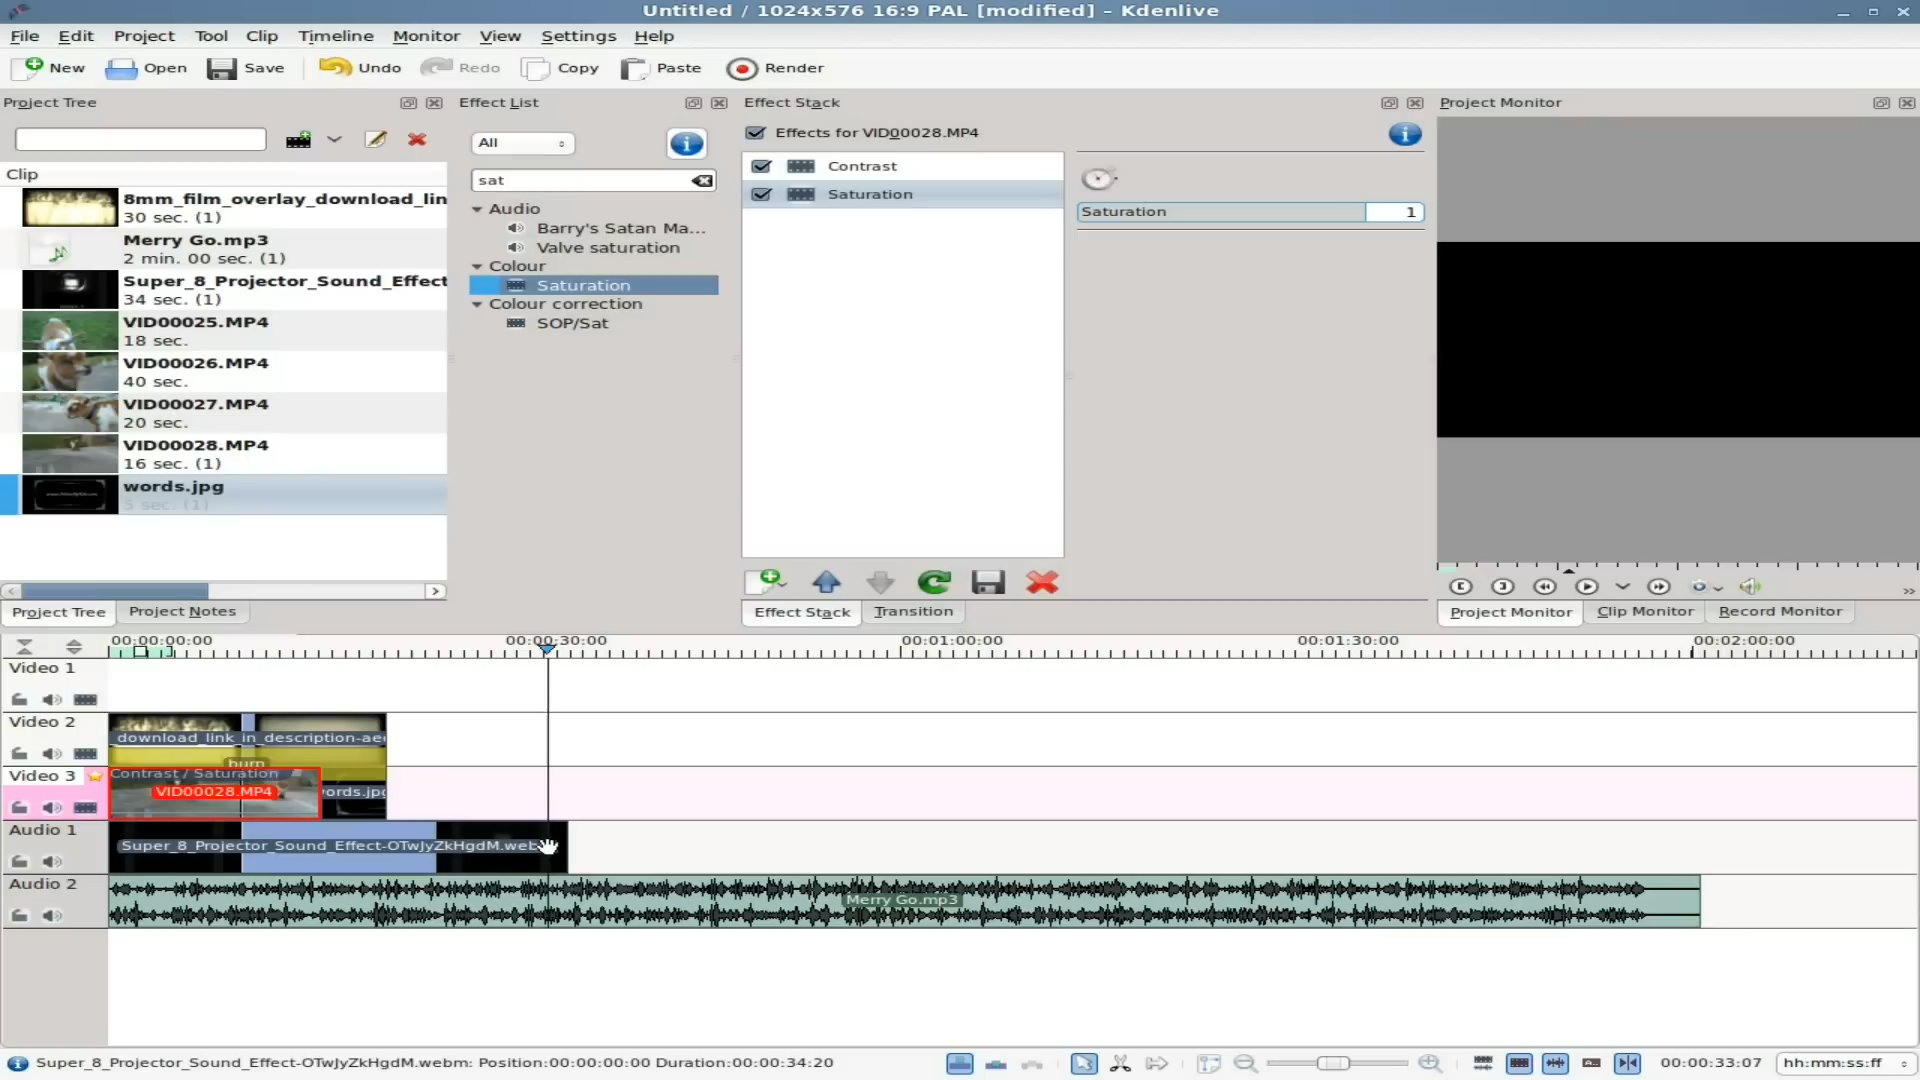 Untitled / 1024x576 16:9 PAL [modified] – Kdenlive
File Edit Project Tool Clip Timeline Monitor View Settings Help
New Open Save Undo Redo Copy Paste Render
Project Tree
Clip
8mm_film_overlay_download_lin
30 sec. (1)
Merry Go.mp3
2 min. 00 sec. (1)
Super_8_Projector_Sound_Effect
34 sec. (1)
VID00025.MP4
18 sec.
VID00026.MP4
40 sec.
VID00027.MP4
20 sec.
VID00028.MP4
16 sec. (1)
words.jpg
5 sec. (1)
Project Tree Project Notes
Effect List
All
sat
Audio
Barry's Satan Ma...
Valve saturation
Colour
Saturation
Colour correction
SOP/Sat
Effect Stack
Effects for VID00028.MP4
Contrast
Saturation
Saturation 1
Effect Stack Transition
Project Monitor
Project Monitor Clip Monitor Record Monitor
00:00:00:00 00:00:30:00 00:01:00:00 00:01:30:00 00:02:00:00
Video 1
Video 2
download_link_in_description-aec
burn
Video 3
Contrast / Saturation
VID00028.MP4
ords.jpg
Audio 1
Super_8_Projector_Sound_Effect-OTwJyZkHgdM.web
Audio 2
Merry Go.mp3
Super_8_Projector_Sound_Effect-OTwJyZkHgdM.webm: Position:00:00:00:00 Duration:00:00:34:20
00:00:33:07 hh:mm:ss:ff